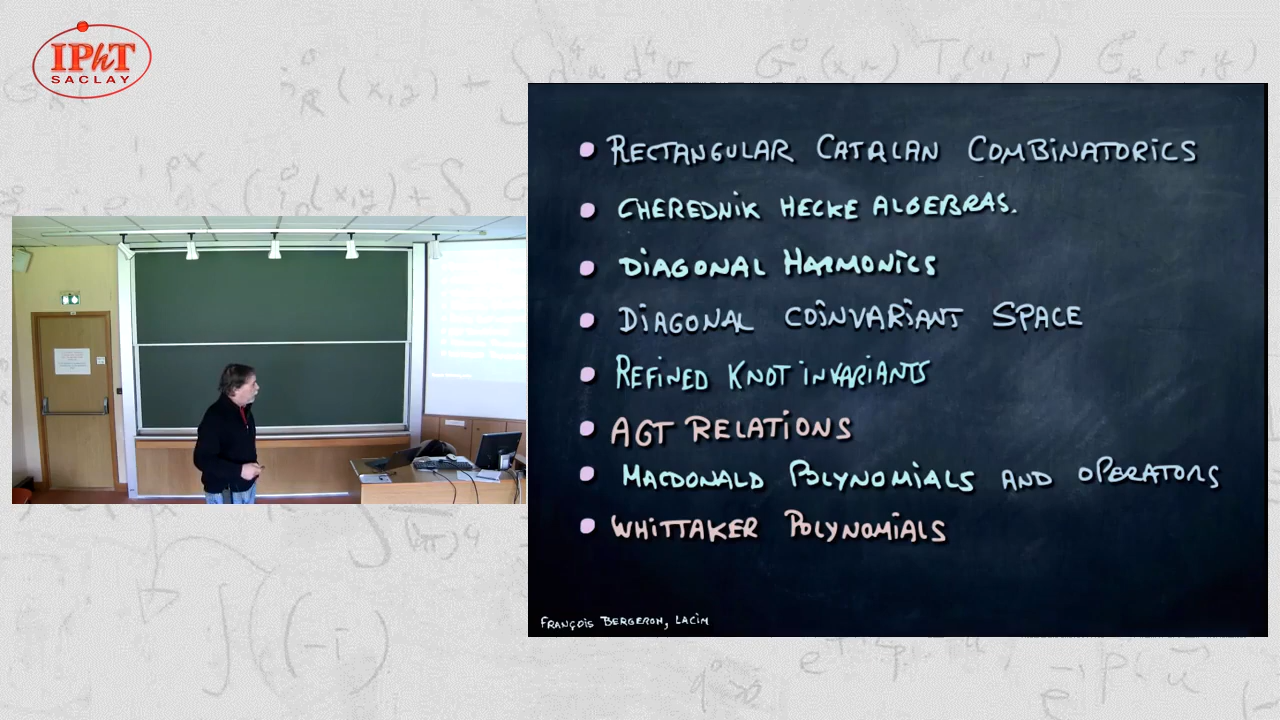 IPhT
SACLAY
• RECTANGULAR CATALAN COMBINATORICS
• CHEREDNIK HECKE ALGEBRAS.
• DIAGONAL HARMONICS
• DIAGONAL COINVARIANT SPACE
• REFINED KNOT INVARIANTS
• AGT RELATIONS
• MACDONALD POLYNOMIALS AND OPERATORS
• WHITTAKER POLYNOMIALS
FRANÇOIS BERGERON, LACIM